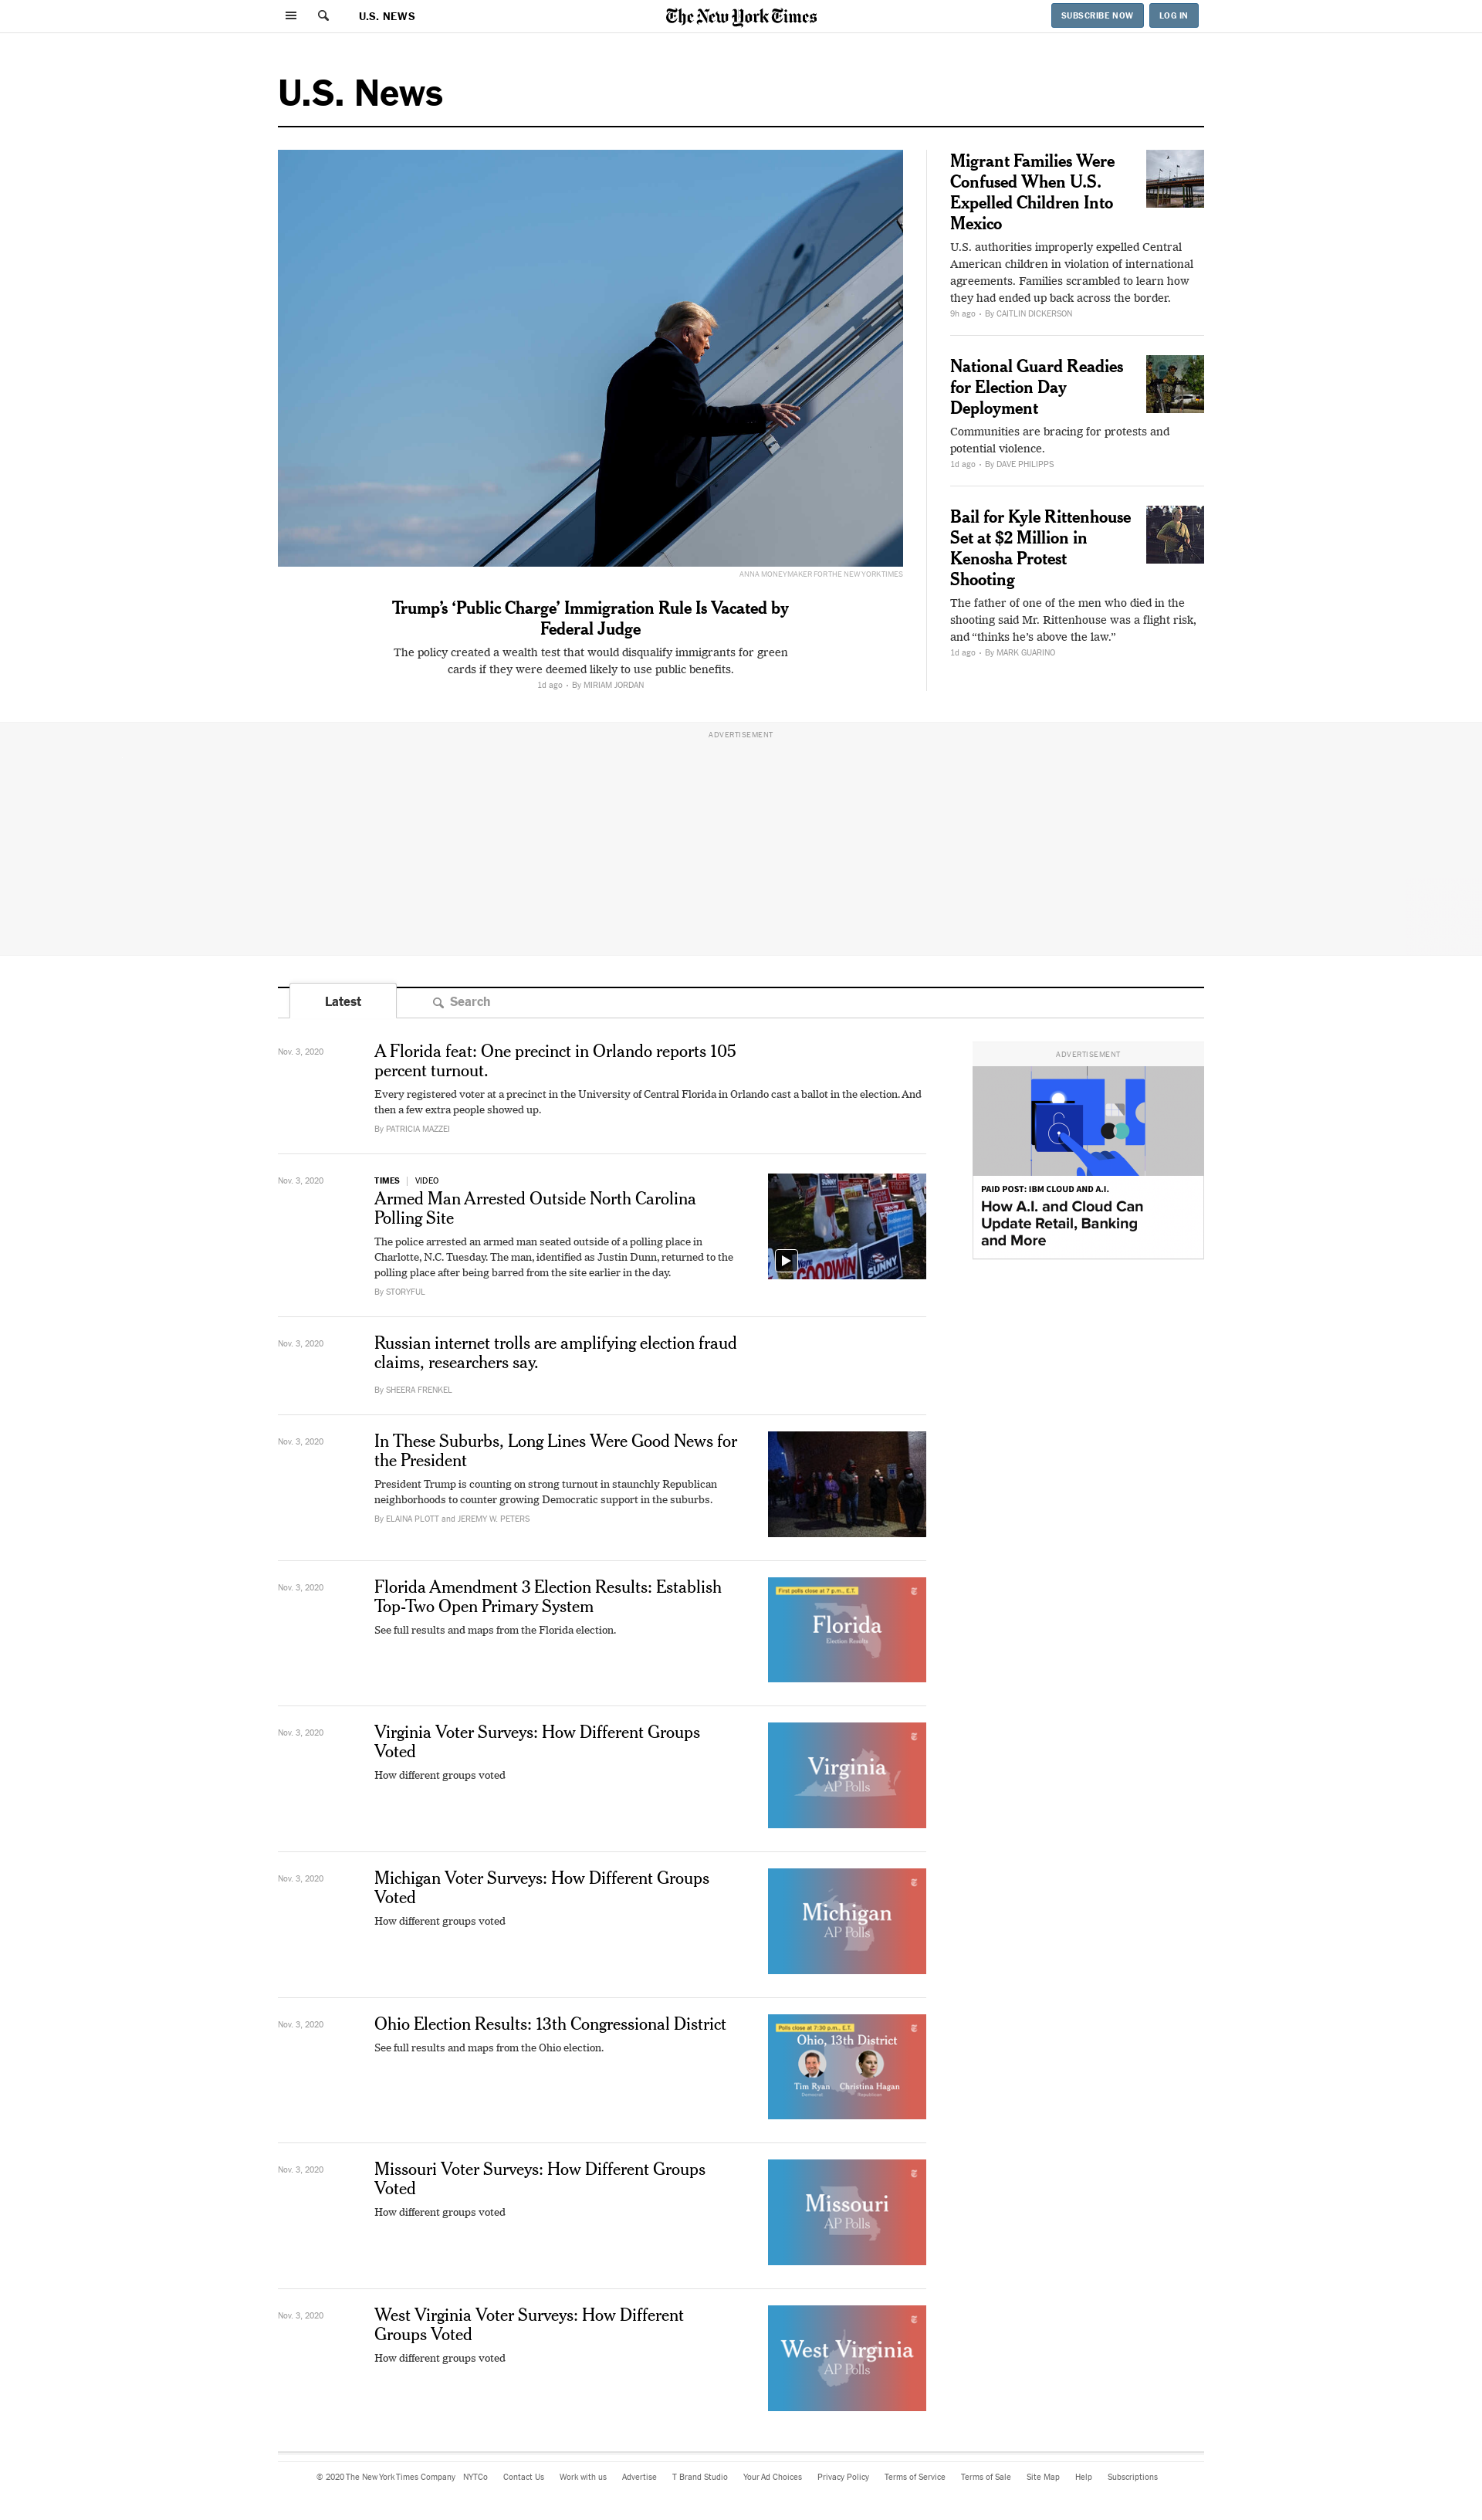 U.S. NEWS
The New York Times
SUBSCRIBE NOW
LOG IN
U.S. News
ANNA MONEYMAKER FOR THE NEW YORK TIMES
Trump’s ‘Public Charge’ Immigration Rule Is Vacated by
Federal Judge
The policy created a wealth test that would disqualify immigrants for green
cards if they were deemed likely to use public benefits.
1d ago • By MIRIAM JORDAN
Migrant Families Were
Confused When U.S.
Expelled Children Into
Mexico
U.S. authorities improperly expelled Central
American children in violation of international
agreements. Families scrambled to learn how
they had ended up back across the border.
9h ago • By CAITLIN DICKERSON
National Guard Readies
for Election Day
Deployment
Communities are bracing for protests and
potential violence.
1d ago • By DAVE PHILIPPS
Bail for Kyle Rittenhouse
Set at $2 Million in
Kenosha Protest
Shooting
The father of one of the men who died in the
shooting said Mr. Rittenhouse was a flight risk,
and “thinks he’s above the law.”
1d ago • By MARK GUARINO
ADVERTISEMENT
Latest
Search
Nov. 3, 2020
A Florida feat: One precinct in Orlando reports 105
percent turnout.
Every registered voter at a precinct in the University of Central Florida in Orlando cast a ballot in the election. And
then a few extra people showed up.
By PATRICIA MAZZEI
ADVERTISEMENT
6
PAID POST: IBM CLOUD AND A.I.
How A.I. and Cloud Can
Update Retail, Banking
and More
Nov. 3, 2020
TIMES | VIDEO
Armed Man Arrested Outside North Carolina
Polling Site
The police arrested an armed man seated outside of a polling place in
Charlotte, N.C. Tuesday. The man, identified as Justin Dunn, returned to the
polling place after being barred from the site earlier in the day.
By STORYFUL
GOODWIN
SUNNY
Nov. 3, 2020
Russian internet trolls are amplifying election fraud
claims, researchers say.
By SHEERA FRENKEL
Nov. 3, 2020
In These Suburbs, Long Lines Were Good News for
the President
President Trump is counting on strong turnout in staunchly Republican
neighborhoods to counter growing Democratic support in the suburbs.
By ELAINA PLOTT and JEREMY W. PETERS
Nov. 3, 2020
Florida Amendment 3 Election Results: Establish
Top-Two Open Primary System
See full results and maps from the Florida election.
First polls close at 7 p.m., E.T.
Florida
Election Results
Nov. 3, 2020
Virginia Voter Surveys: How Different Groups
Voted
How different groups voted
Virginia
AP Polls
Nov. 3, 2020
Michigan Voter Surveys: How Different Groups
Voted
How different groups voted
Michigan
AP Polls
Nov. 3, 2020
Ohio Election Results: 13th Congressional District
See full results and maps from the Ohio election.
Polls close at 7:30 p.m., E.T.
Ohio, 13th District
Tim Ryan Christina Hagan
Democrat Republican
Nov. 3, 2020
Missouri Voter Surveys: How Different Groups
Voted
How different groups voted
Missouri
AP Polls
Nov. 3, 2020
West Virginia Voter Surveys: How Different
Groups Voted
How different groups voted
West Virginia
AP Polls
© 2020 The New York Times Company NYTCo Contact Us Work with us Advertise T Brand Studio Your Ad Choices Privacy Policy Terms of Service Terms of Sale Site Map Help Subscriptions